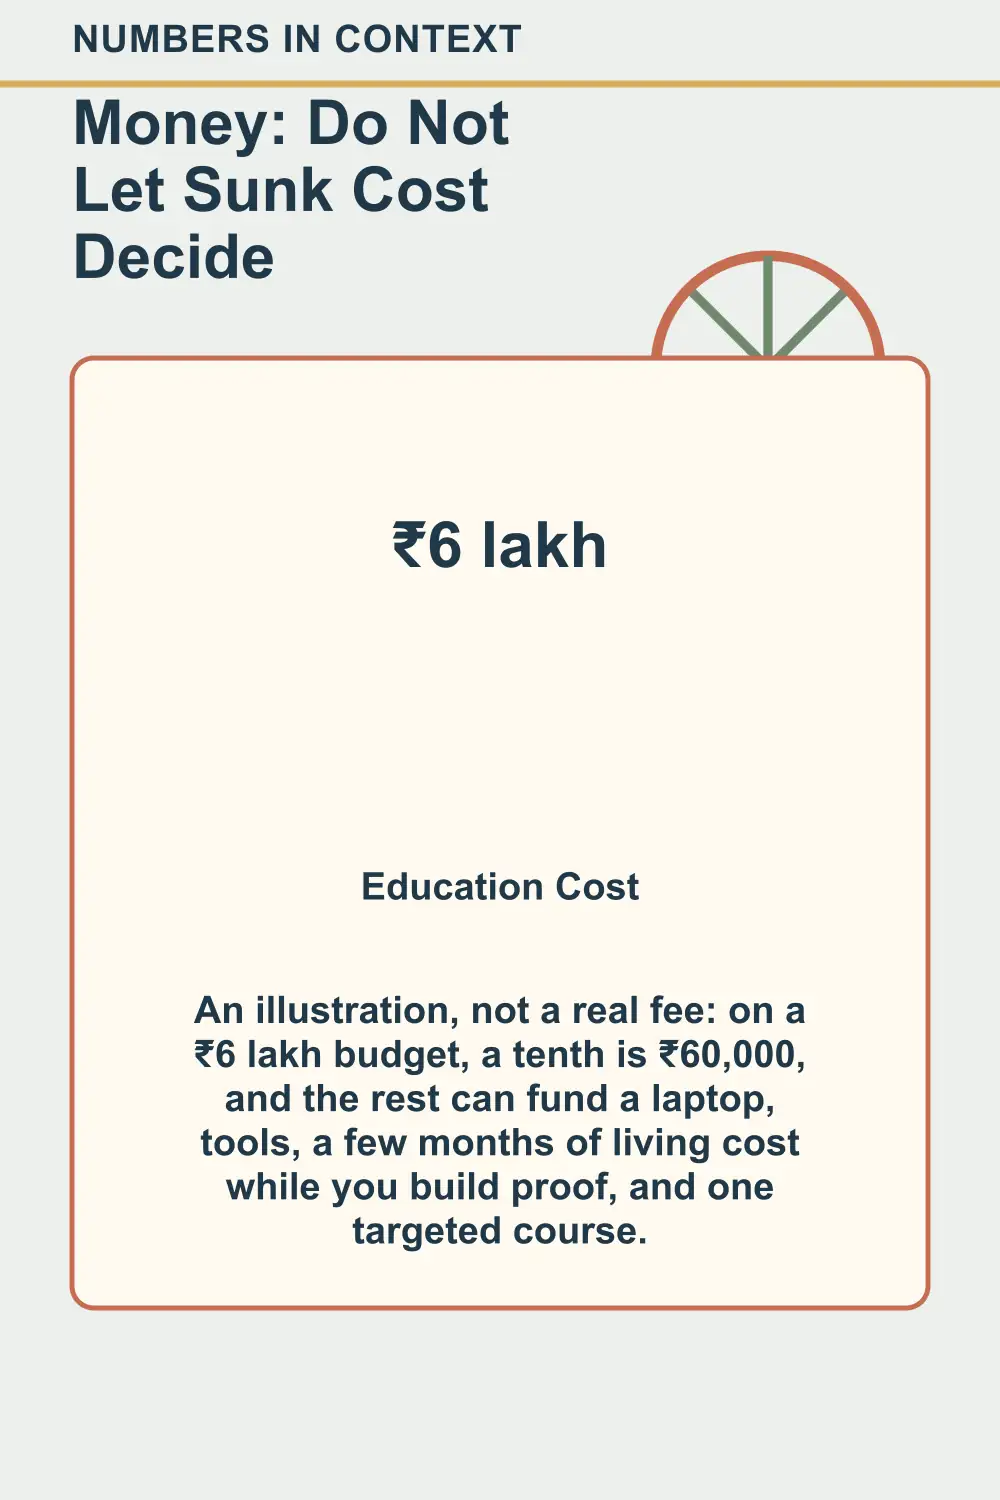 NUMBERS IN CONTEXT
Money: Do Not
Let Sunk Cost
Decide
₹6 lakh
Education Cost
An illustration, not a real fee: on a
₹6 lakh budget, a tenth is ₹60,000,
and the rest can fund a laptop,
tools, a few months of living cost
while you build proof, and one
targeted course.